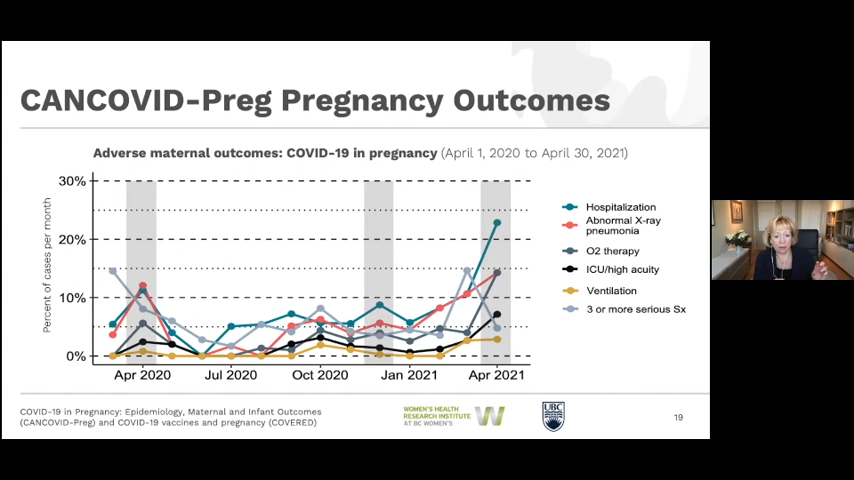 CANCOVID-Preg Pregnancy Outcomes
Adverse maternal outcomes: COVID-19 in pregnancy (April 1, 2020 to April 30, 2021)
Percent of cases per month
30%
20%
10%
0%
Apr 2020 Jul 2020 Oct 2020 Jan 2021 Apr 2021
Hospitalization
Abnormal X-ray
pneumonia
O2 therapy
ICU/high acuity
Ventilation
3 or more serious Sx
COVID-19 in Pregnancy: Epidemiology, Maternal and Infant Outcomes
(CANCOVID-Preg) and COVID-19 vaccines and pregnancy (COVERED)
WOMEN'S HEALTH
RESEARCH INSTITUTE
AT BC WOMEN'S
W
UBC
19